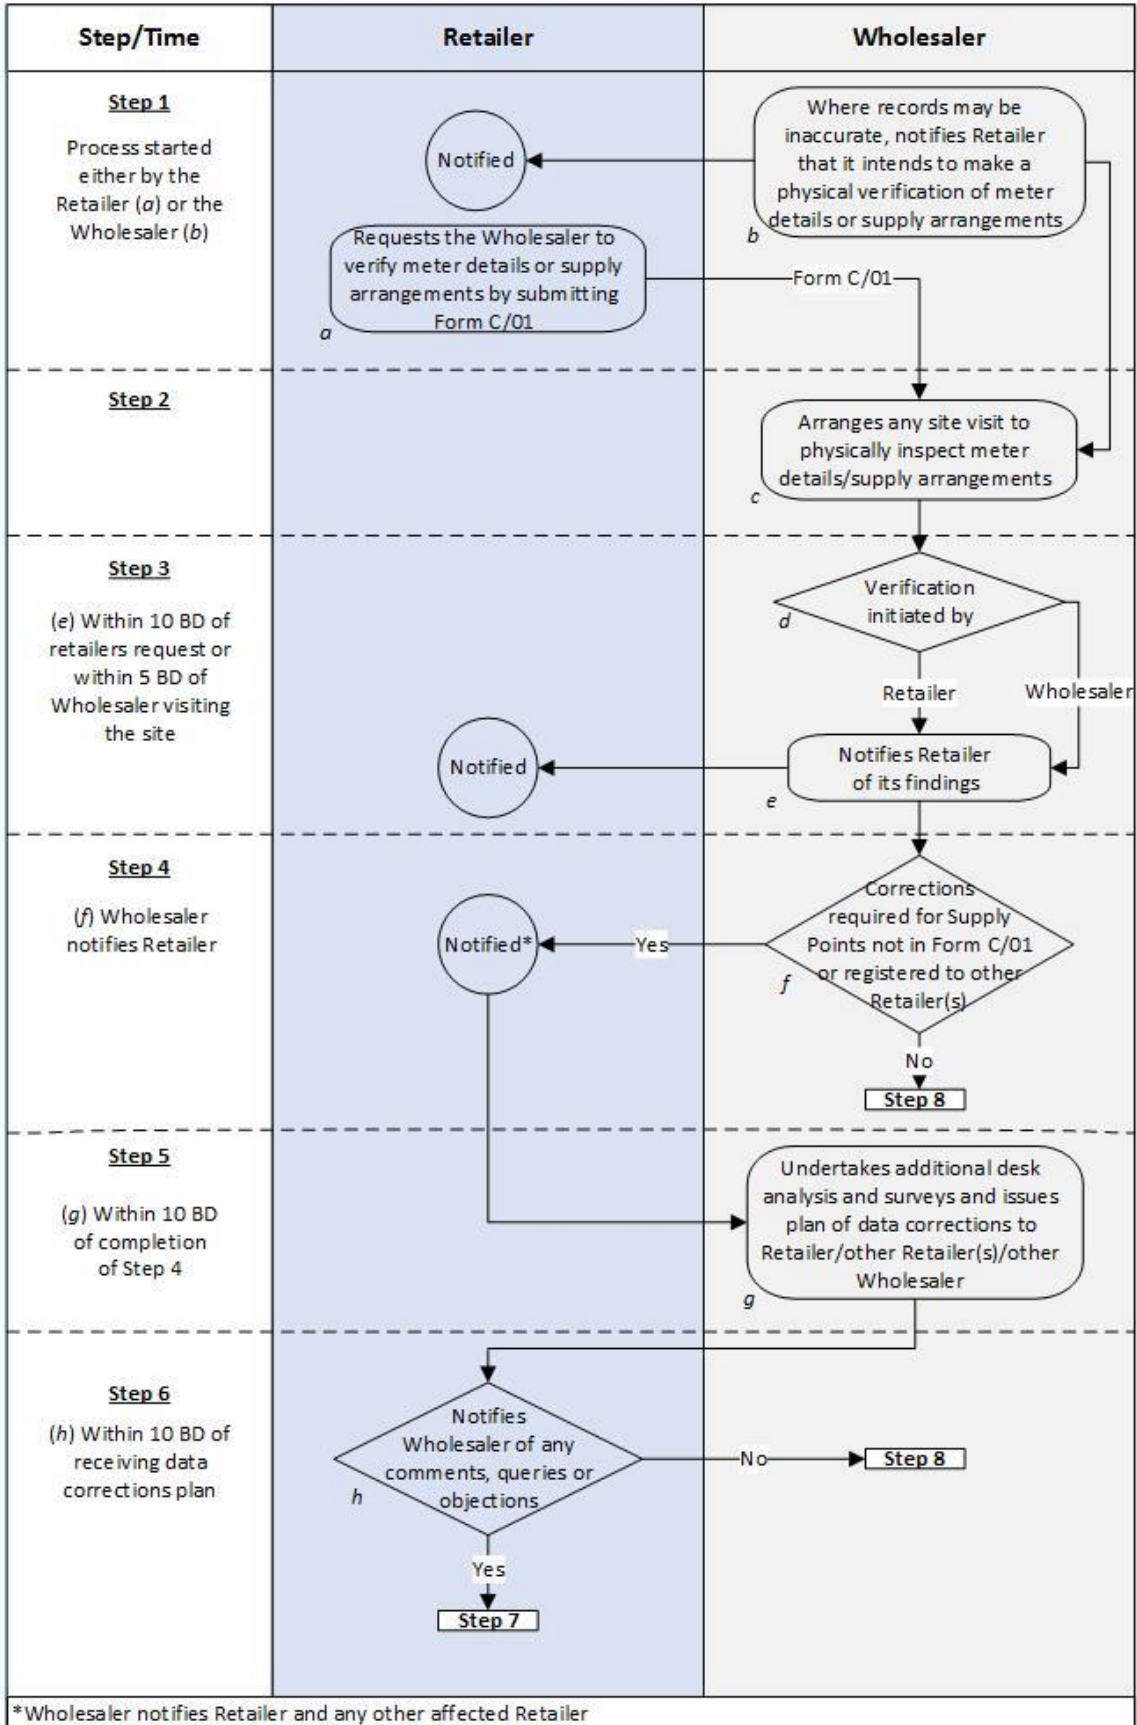 Step/Time
Retailer
Wholesaler
Step 1
Process started
either by the
Retailer (a) or the
Wholesaler (b)
Notified
Where records may be
inaccurate, notifies Retailer
that it intends to make a
physical verification of meter
details or supply arrangements
b
Requests the Wholesaler to
verify meter details or supply
arrangements by submitting
Form C/01
a
Form C/01
Step 2
Arranges any site visit to
physically inspect meter
details/supply arrangements
c
Step 3
(e) Within 10 BD of
retailers request or
within 5 BD of
Wholesaler visiting
the site
Verification
initiated by
d
Retailer
Wholesaler
Notified
Notifies Retailer
of its findings
e
Step 4
(f) Wholesaler
notifies Retailer
Notified*
Yes
Corrections
required for Supply
Points not in Form C/01
or registered to other
Retailer(s)
f
No
Step 8
Step 5
(g) Within 10 BD
of completion
of Step 4
Undertakes additional desk
analysis and surveys and issues
plan of data corrections to
Retailer/other Retailer(s)/other
Wholesaler
g
Step 6
(h) Within 10 BD of
receiving data
corrections plan
Notifies
Wholesaler of any
comments, queries or
objections
h
No
Step 8
Yes
Step 7
*Wholesaler notifies Retailer and any other affected Retailer